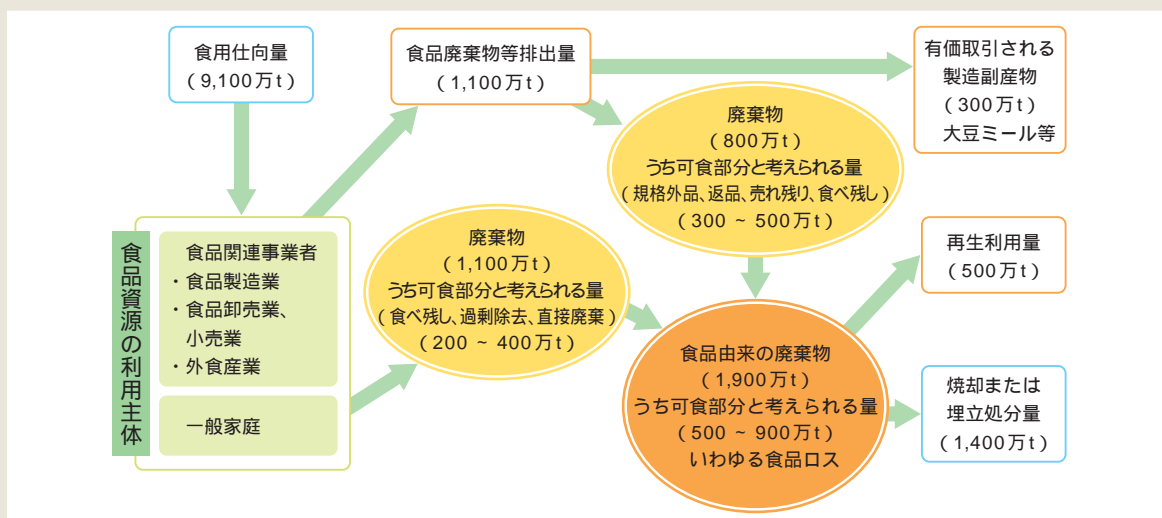 食用仕向量
(9,100万t)
食品廃棄物等排出量
(1,100万t)
有価取引される
製造副産物
(300万t)
大豆ミール等
廃棄物
(800万t)
うち可食部分と考えられる量
(規格外品、返品、売れ残り、食べ残し)
(300 ~ 500万t)
食品資源の利用主体
食品関連事業者
・食品製造業
・食品卸売業、
小売業
・外食産業
一般家庭
廃棄物
(1,100万t)
うち可食部分と考えられる量
(食べ残し、過剰除去、直接廃棄)
(200 ~ 400万t)
食品由来の廃棄物
(1,900万t)
うち可食部分と考えられる量
(500 ~ 900万t)
いわゆる食品ロス
再生利用量
(500万t)
焼却または
埋立処分量
(1,400万t)